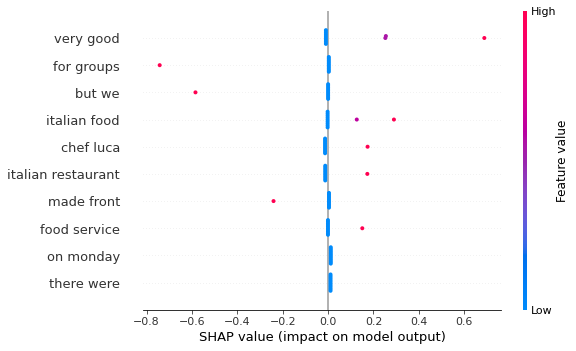 High
very good
for groups
but we
italian food
chef luca
italian restaurant
made front
food service
on monday
there were
Feature value
Low
−0.8 −0.6 −0.4 −0.2 0.0 0.2 0.4 0.6
SHAP value (impact on model output)